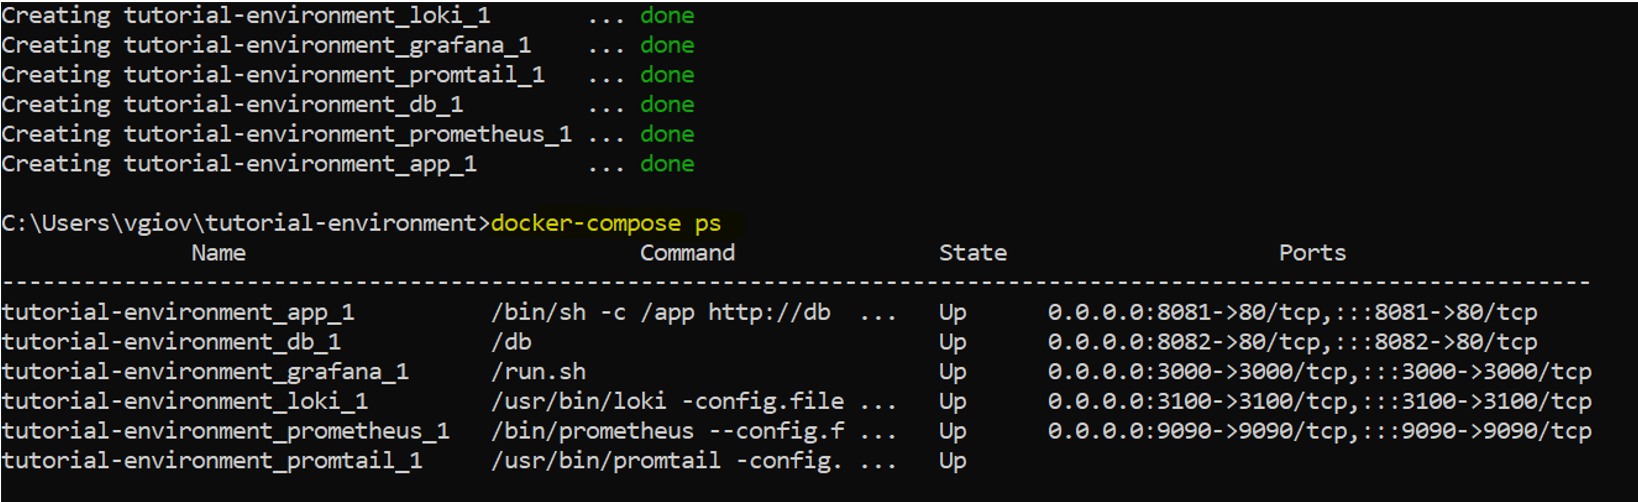 Creating tutorial-environment_loki_1       ... done
Creating tutorial-environment_grafana_1    ... done
Creating tutorial-environment_promtail_1   ... done
Creating tutorial-environment_db_1         ... done
Creating tutorial-environment_prometheus_1 ... done
Creating tutorial-environment_app_1        ... done
C:\Users\vgiov\tutorial-environment>docker-compose ps
Name Command State Ports
---------------------------------------------------------------------------------------------------------------------
tutorial-environment_app_1          /bin/sh -c /app http://db  ...   Up      0.0.0.0:8081->80/tcp,:::8081->80/tcp
tutorial-environment_db_1           /db                              Up      0.0.0.0:8082->80/tcp,:::8082->80/tcp
tutorial-environment_grafana_1      /run.sh                          Up      0.0.0.0:3000->3000/tcp,:::3000->3000/tcp
tutorial-environment_loki_1         /usr/bin/loki -config.file ...   Up      0.0.0.0:3100->3100/tcp,:::3100->3100/tcp
tutorial-environment_prometheus_1   /bin/prometheus --config.f ...   Up      0.0.0.0:9090->9090/tcp,:::9090->9090/tcp
tutorial-environment_promtail_1     /usr/bin/promtail -config. ...   Up